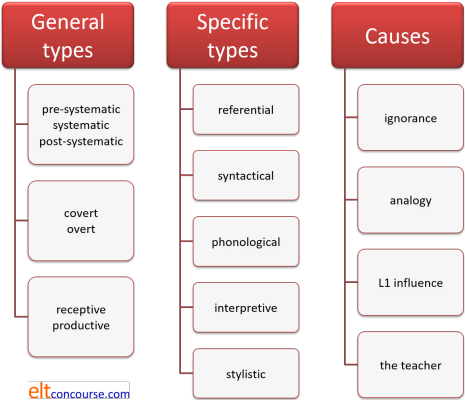 General
types
pre-systematic
systematic
post-systematic
covert
overt
receptive
productive
Specific
types
referential
syntactical
phonological
interpretive
stylistic
Causes
ignorance
analogy
L1 influence
the teacher
eltconcourse.com